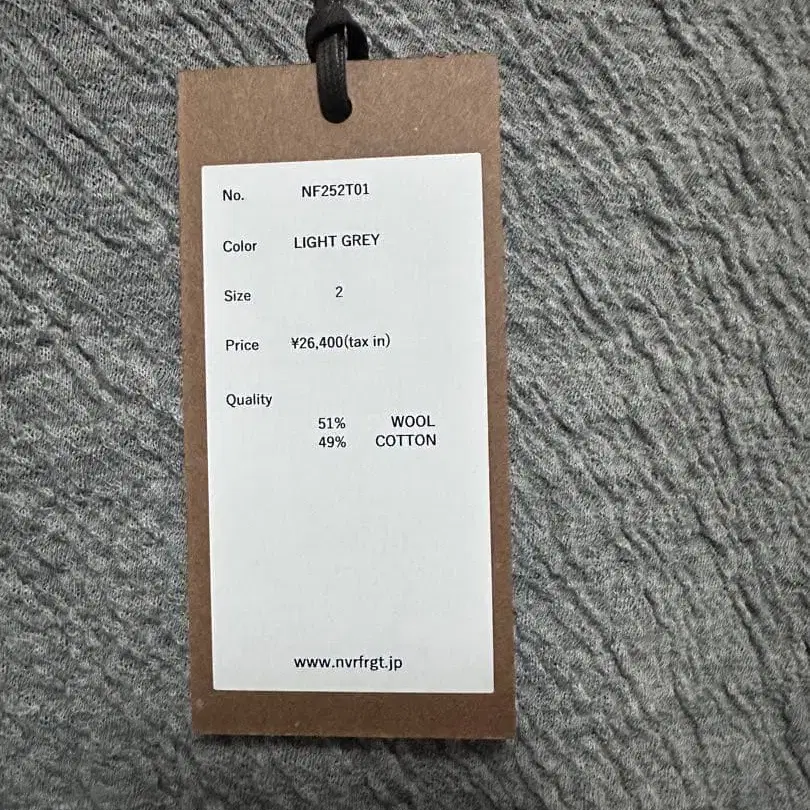 No. NF252T01
Color LIGHT GREY
Size 2
Price ¥26,400(tax in)
Quality
51% WOOL
49% COTTON
www.nvrfrgt.jp